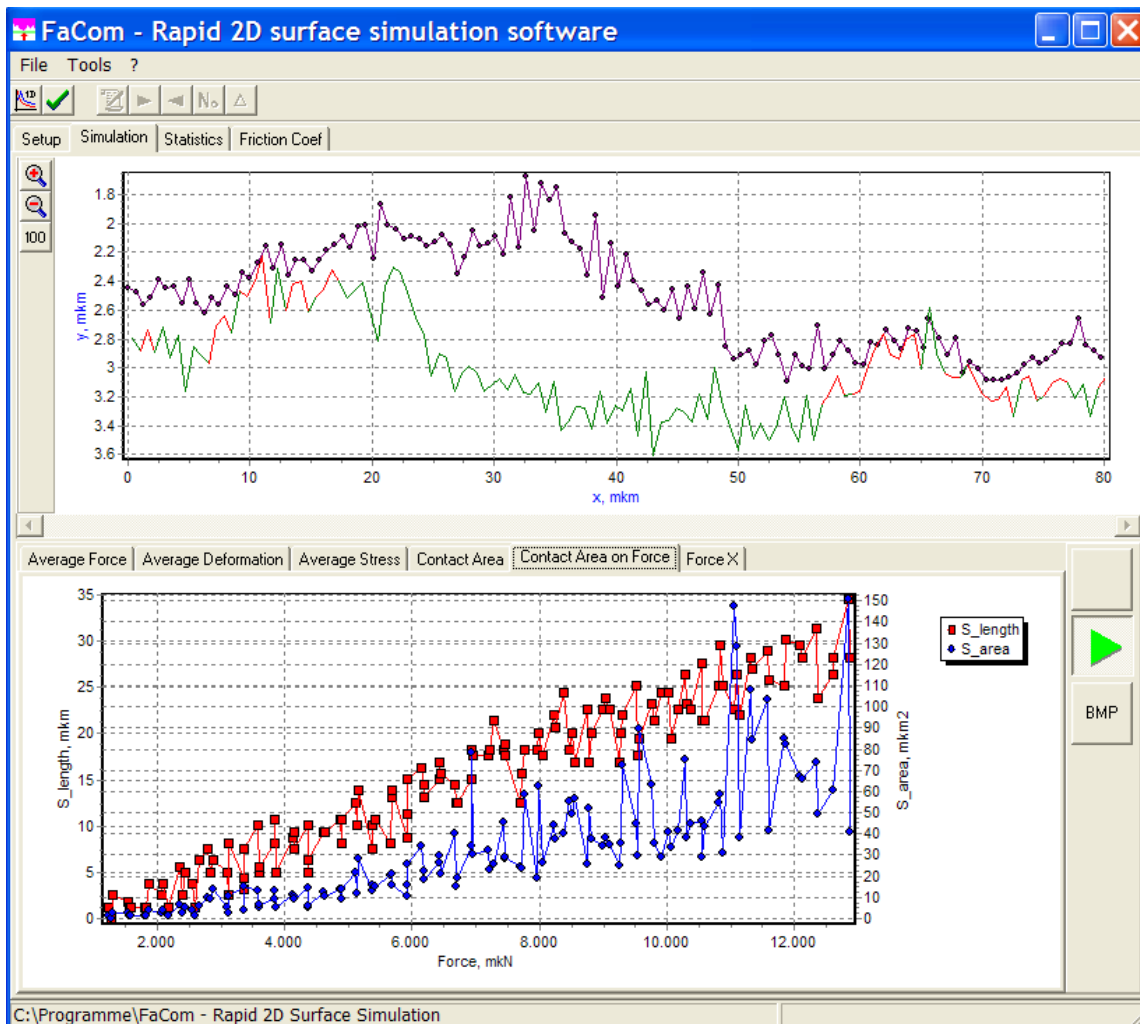 FaCom - Rapid 2D surface simulation software
File Tools ?
1D
N₀
Setup Simulation Statistics Friction Coef
100
1.8
2
2.2
2.4
2.6
2.8
3
3.2
3.4
3.6
y, mkm
0 10 20 30 40 50 60 70 80
x, mkm
Average Force Average Deformation Average Stress Contact Area Contact Area on Force Force X
35
30
25
20
15
10
5
0
S_length, mkm
150
140
130
120
110
100
90
80
70
60
50
40
30
20
10
0
S_area, mkm2
2.000 4.000 6.000 8.000 10.000 12.000
Force, mkN
S_length
S_area
BMP
C:\Programme\FaCom - Rapid 2D Surface Simulation